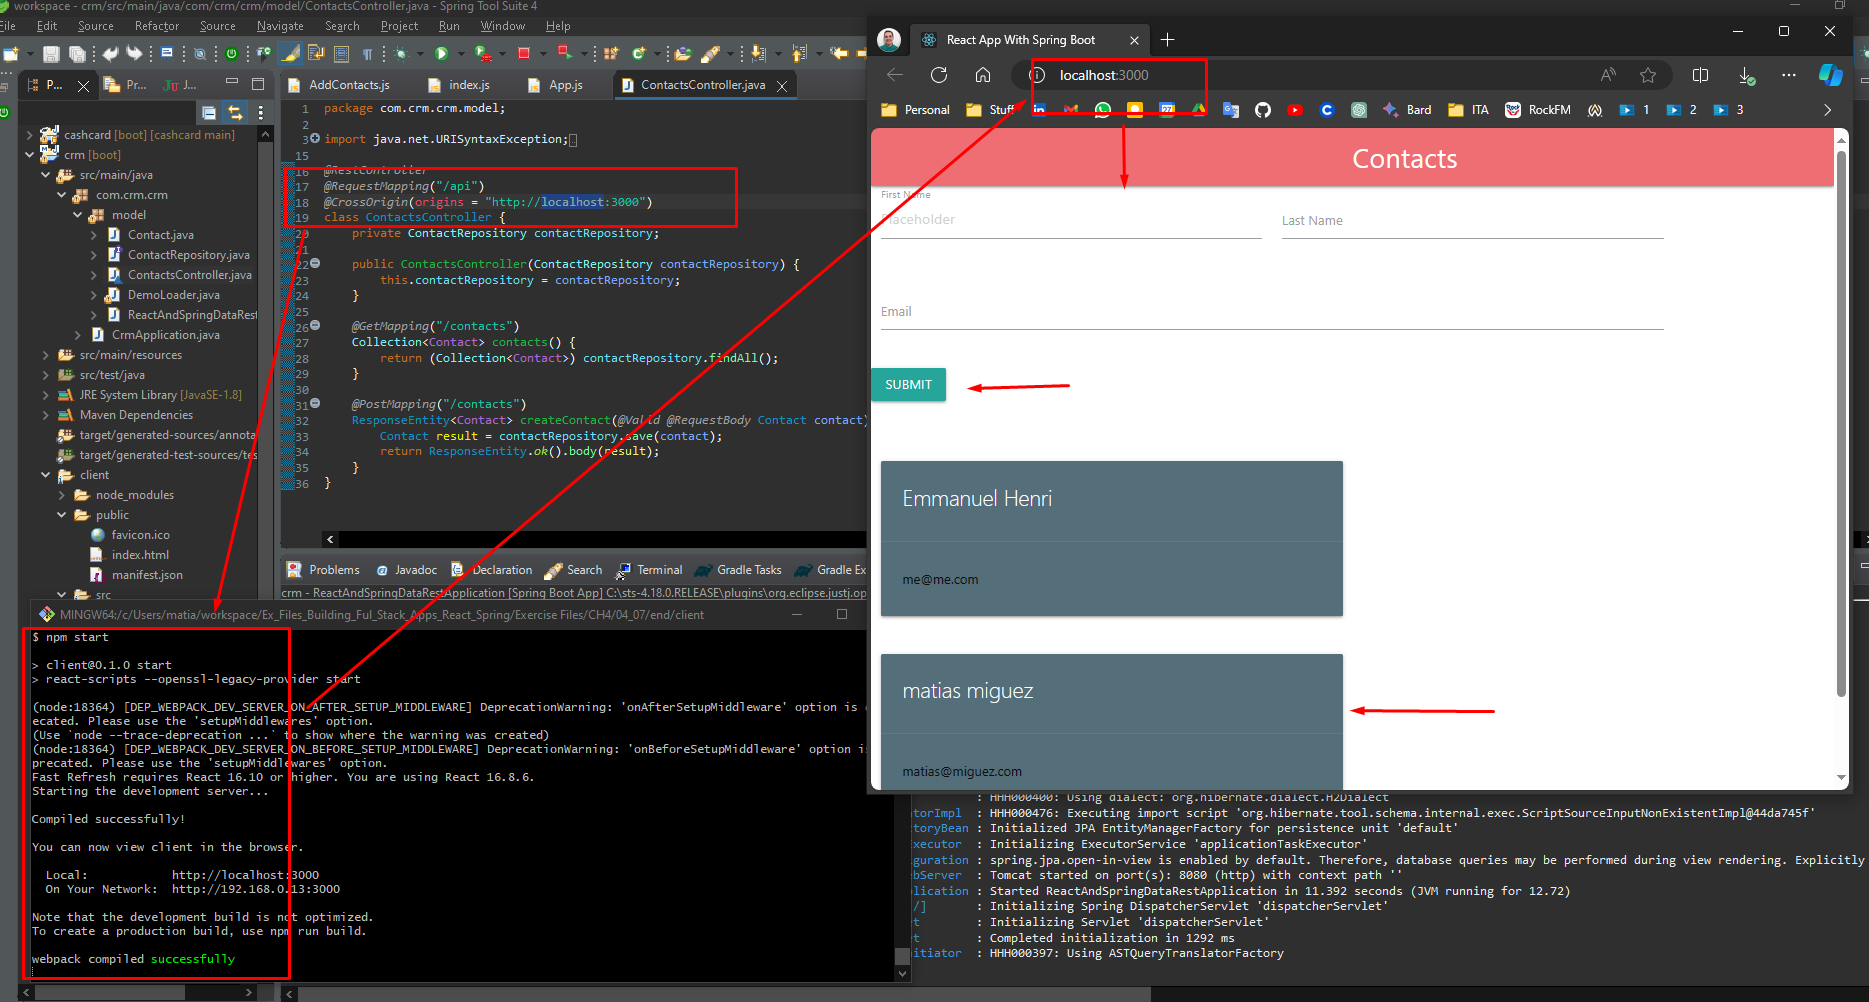 workspace - crm/src/main/java/com/crm/crm/model/ContactsController.java - Spring Tool Suite 4
File Edit Source Refactor Source Navigate Search Project Run Window Help
P... Pr... J...
cashcard [boot] [cashcard main]
crm [boot]
src/main/java
com.crm.crm
model
Contact.java
ContactRepository.java
ContactsController.java
DemoLoader.java
ReactAndSpringDataRest
CrmApplication.java
src/main/resources
src/test/java
JRE System Library [JavaSE-1.8]
Maven Dependencies
target/generated-sources/annota
target/generated-test-sources/tes
client
node_modules
public
favicon.ico
index.html
manifest.json
src
AddContacts.js index.js App.js ContactsController.java
1 package com.crm.crm.model;
2
3 import java.net.URISyntaxException;
15
16 @RestController
17 @RequestMapping("/api")
18 @CrossOrigin(origins = "http://localhost:3000")
19 class ContactsController {
20 private ContactRepository contactRepository;
21
22 public ContactsController(ContactRepository contactRepository) {
23 this.contactRepository = contactRepository;
24 }
25
26 @GetMapping("/contacts")
27 Collection<Contact> contacts() {
28 return (Collection<Contact>) contactRepository.findAll();
29 }
30
31 @PostMapping("/contacts")
32 ResponseEntity<Contact> createContact(@Valid @RequestBody Contact contact)
33 Contact result = contactRepository.save(contact);
34 return ResponseEntity.ok().body(result);
35 }
36 }
Problems Javadoc Declaration Search Terminal Gradle Tasks Gradle Ex
crm - ReactAndSpringDataRestApplication [Spring Boot App] C:\sts-4.18.0.RELEASE\plugins\org.eclipse.justj.op
MINGW64:/c/Users/matia/workspace/Ex_Files_Building_Ful_Stack_Apps_React_Spring/Exercise Files/CH4/04_07/end/client
$ npm start
> client@0.1.0 start
> react-scripts --openssl-legacy-provider start
(node:18364) [DEP_WEBPACK_DEV_SERVER_ON_AFTER_SETUP_MIDDLEWARE] DeprecationWarning: 'onAfterSetupMiddleware' option is
ecated. Please use the 'setupMiddlewares' option.
(Use `node --trace-deprecation ...` to show where the warning was created)
(node:18364) [DEP_WEBPACK_DEV_SERVER_ON_BEFORE_SETUP_MIDDLEWARE] DeprecationWarning: 'onBeforeSetupMiddleware' option is
precated. Please use the 'setupMiddlewares' option.
Fast Refresh requires React 16.10 or higher. You are using React 16.8.6.
Starting the development server...
Compiled successfully!
You can now view client in the browser.
Local: http://localhost:3000
On Your Network: http://192.168.0.13:3000
Note that the development build is not optimized.
To create a production build, use npm run build.
webpack compiled successfully
React App With Spring Boot
localhost:3000
Personal Stuff Bard ITA RockFM 1 2 3
Contacts
First Name
Placeholder
Last Name
Email
SUBMIT
Emmanuel Henri
me@me.com
matias miguez
matias@miguez.com
: HHH000400: Using dialect: org.hibernate.dialect.H2Dialect
atorImpl : HHH000476: Executing import script 'org.hibernate.tool.schema.internal.exec.ScriptSourceInputNonExistentImpl@44da745f'
toryBean : Initialized JPA EntityManagerFactory for persistence unit 'default'
xecutor : Initializing ExecutorService 'applicationTaskExecutor'
guration : spring.jpa.open-in-view is enabled by default. Therefore, database queries may be performed during view rendering. Explicitly
bServer : Tomcat started on port(s): 8080 (http) with context path ''
lication : Started ReactAndSpringDataRestApplication in 11.392 seconds (JVM running for 12.72)
/] : Initializing Spring DispatcherServlet 'dispatcherServlet'
t : Initializing Servlet 'dispatcherServlet'
t : Completed initialization in 1292 ms
nitiator : HHH000397: Using ASTQueryTranslatorFactory